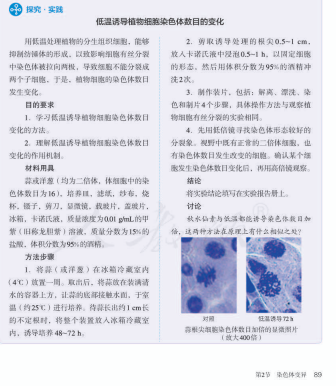 探究·实践
低温诱导植物细胞染色体数目的变化
用低温处理植物的分生组织细胞，能够
抑制纺锤体的形成，以致影响细胞有丝分裂
中染色体被拉向两极，导致细胞不能分裂成
两个子细胞，于是，植物细胞的染色体数目
发生变化。
目的要求
1. 学习低温诱导植物细胞染色体数目
变化的方法。
2. 理解低温诱导植物细胞染色体数目
变化的作用机制。
材料用具
蒜或洋葱（均为二倍体，体细胞中的染
色体数目为16），培养皿，滤纸，纱布，烧
杯，镊子，剪刀，显微镜，载玻片，盖玻片，
冰箱，卡诺氏液，质量浓度为0.01 g/mL的甲
紫（旧称龙胆紫）溶液，质量分数为15%的
盐酸，体积分数为95%的酒精。
方法步骤
1. 将蒜（或洋葱）在冰箱冷藏室内
（4℃）放置一周。取出后，将蒜放在装满清
水的容器上方，让蒜的底部接触水面，于室
温（约25℃）进行培养。待蒜长出约1 cm长
的不定根时，将整个装置放入冰箱冷藏室
内，诱导培养48~72 h。
2. 剪取诱导处理的根尖0.5~1 cm，
放入卡诺氏液中浸泡0.5~1 h，以固定细胞
的形态，然后用体积分数为95%的酒精冲
洗2次。
3. 制作装片，包括：解离、漂洗、染
色和制片4个步骤，具体操作方法与观察植
物细胞有丝分裂的实验相同。
4. 先用低倍镜寻找染色体形态较好的
分裂象。视野中既有正常的二倍体细胞，也
有染色体数目发生改变的细胞。确认某个细
胞发生染色体数目变化后，再用高倍镜观察。
结论
将实验结论填写在实验报告册上。
讨论
秋水仙素与低温都能诱导染色体数目加
倍，这两种方法在原理上有什么相似之处？
对照
低温诱导72 h
蒜根尖细胞染色体数目加倍的显微照片
（放大400倍）
第2节 染色体变异 89